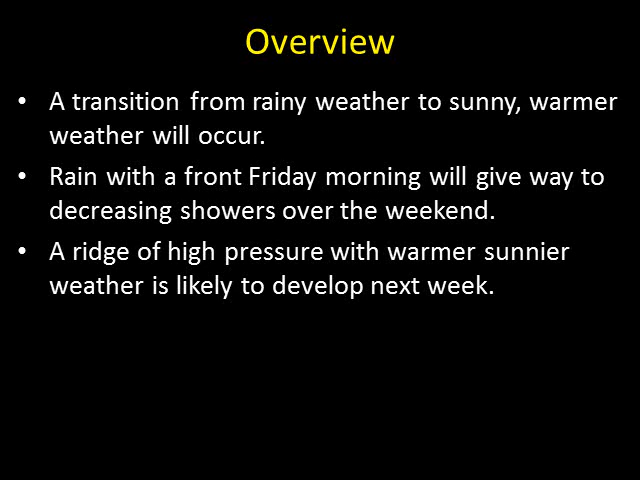 Overview
• A transition from rainy weather to sunny, warmer
weather will occur.
• Rain with a front Friday morning will give way to
decreasing showers over the weekend.
• A ridge of high pressure with warmer sunnier
weather is likely to develop next week.